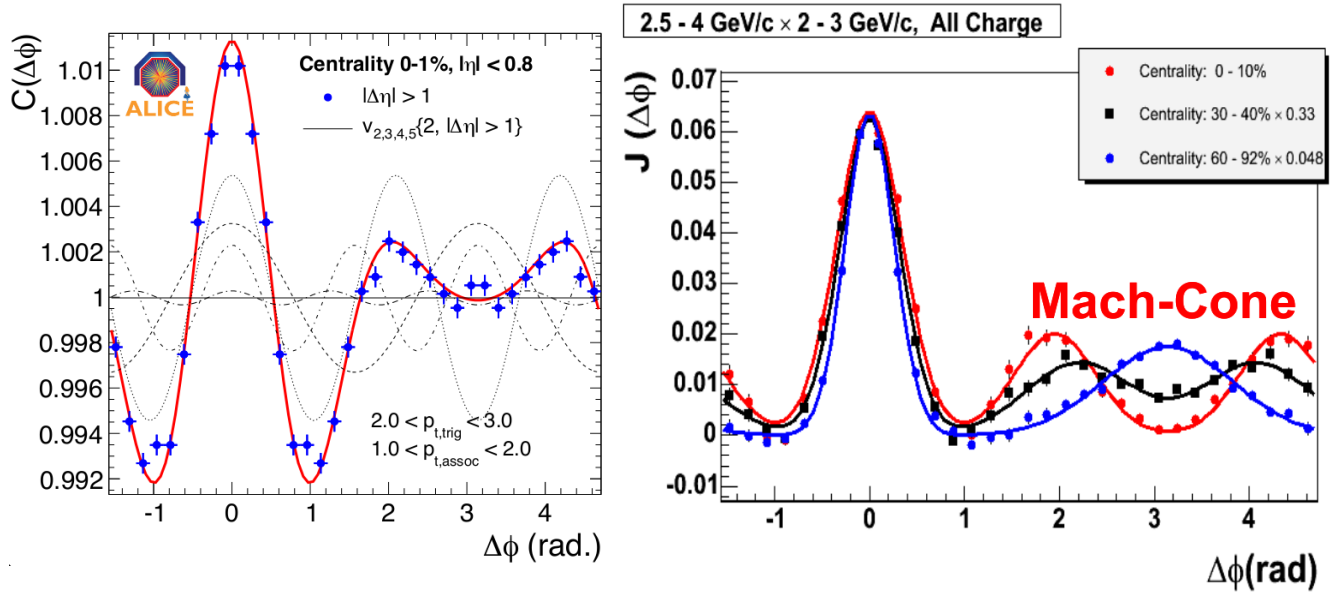 C(Δϕ)
1.01
1.008
1.006
1.004
1.002
1
0.998
0.996
0.994
0.992
ALICE
Centrality 0-1%, |η| < 0.8
|Δη| > 1
v2,3,4,5{2, |Δη| > 1}
2.0 < pt,trig < 3.0
1.0 < pt,assoc < 2.0
-1 0 1 2 3 4
Δϕ (rad.)
2.5 - 4 GeV/c × 2 - 3 GeV/c, All Charge
J (Δϕ)
0.07
0.06
0.05
0.04
0.03
0.02
0.01
0
-0.01
Centrality: 0 - 10%
Centrality: 30 - 40% × 0.33
Centrality: 60 - 92% × 0.048
Mach-Cone
-1 0 1 2 3 4
Δϕ(rad)